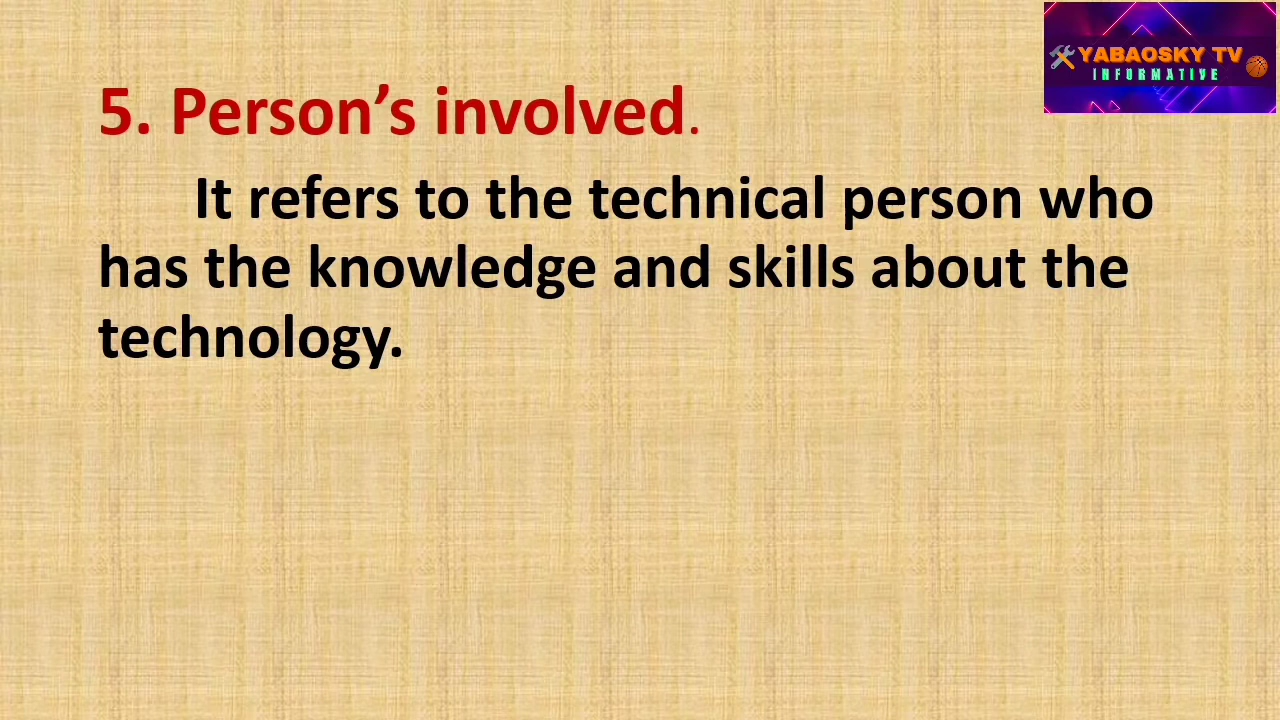 YABAOSKY TV
INFORMATIVE
5. Person’s involved.
It refers to the technical person who
has the knowledge and skills about the
technology.